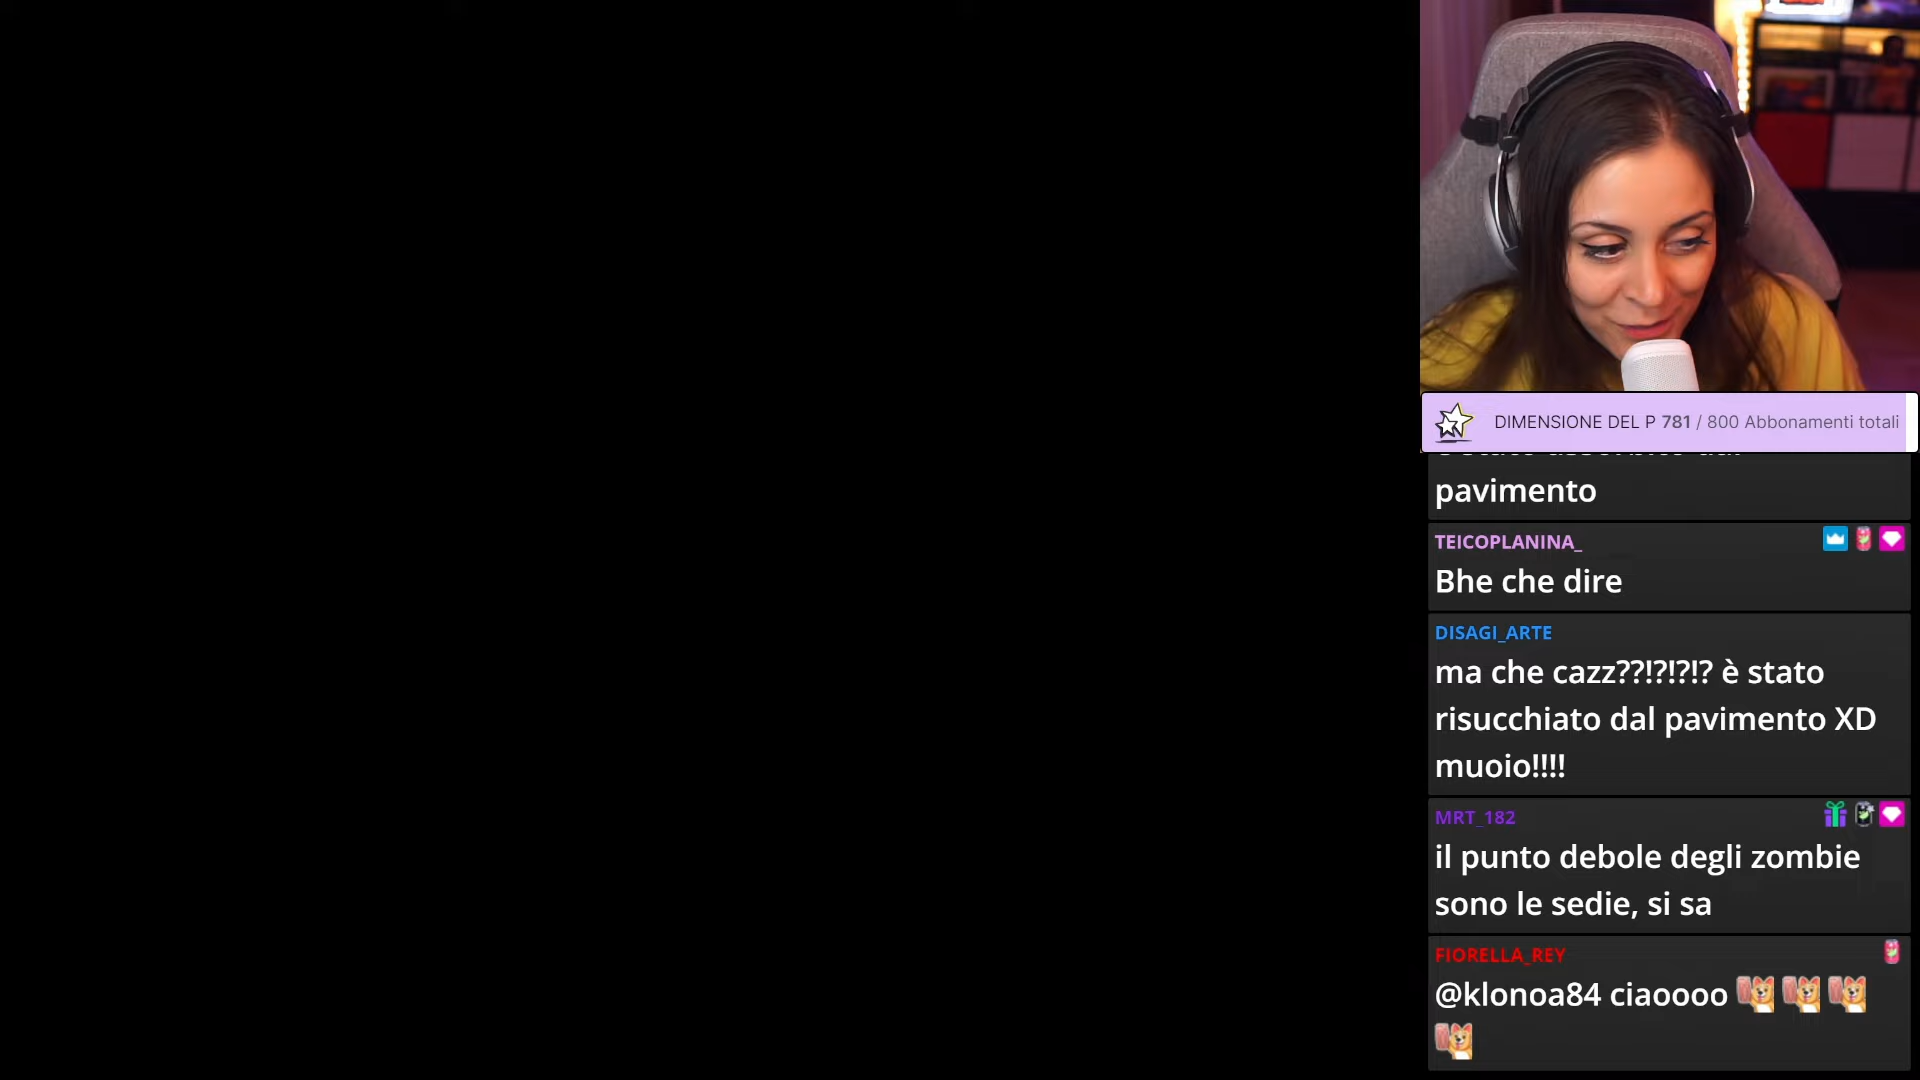 DIMENSIONE DEL P 781 / 800 Abbonamenti totali
pavimento
TEICOPLANINA_
Bhe che dire
DISAGI_ARTE
ma che cazz??!?!?!? è stato
risucchiato dal pavimento XD
muoio!!!!
MRT_182
il punto debole degli zombie
sono le sedie, si sa
FIORELLA_REY
@klonoa84 ciaoooo